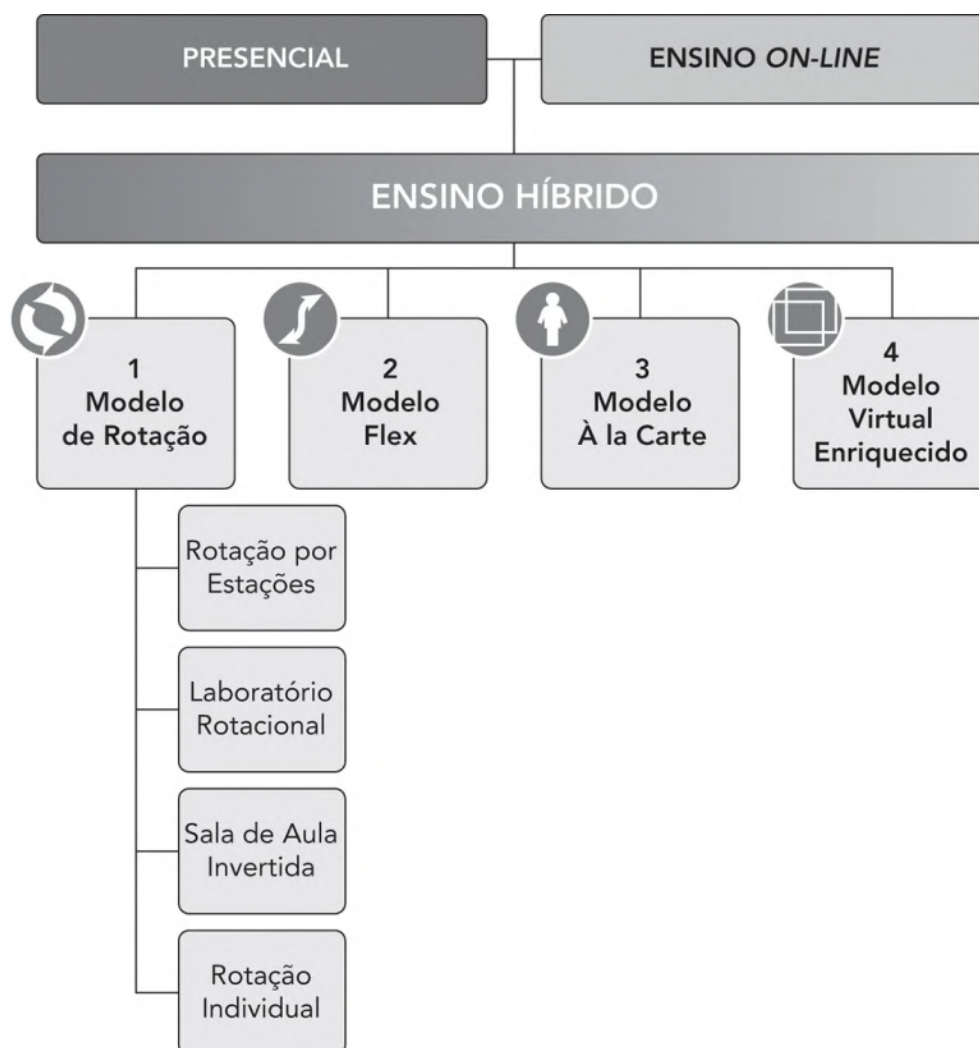 PRESENCIAL
ENSINO ON-LINE
ENSINO HÍBRIDO
1
Modelo
de Rotação
2
Modelo
Flex
3
Modelo
À la Carte
4
Modelo
Virtual
Enriquecido
Rotação por
Estações
Laboratório
Rotacional
Sala de Aula
Invertida
Rotação
Individual